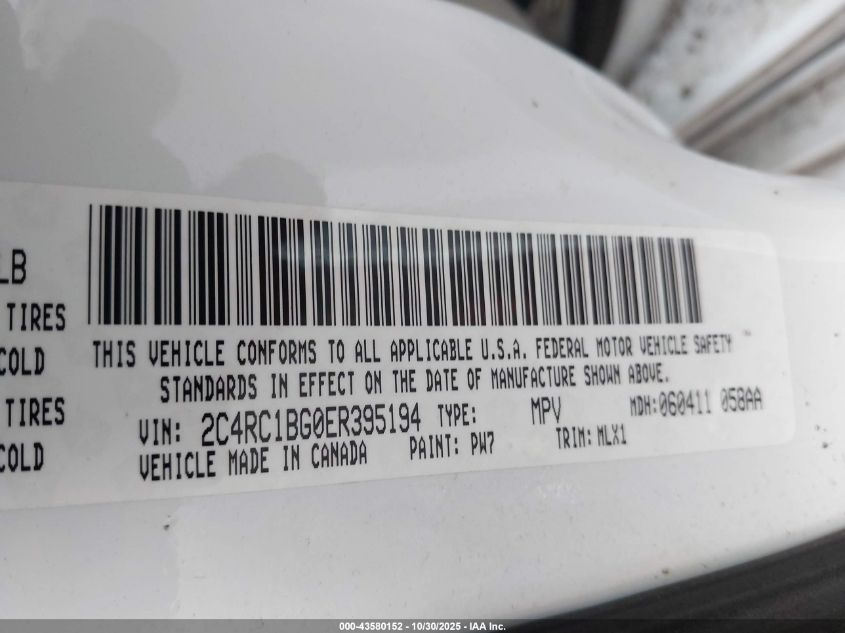 LB
TIRES
COLD
TIRES
COLD
THIS VEHICLE CONFORMS TO ALL APPLICABLE U.S.A. FEDERAL MOTOR VEHICLE SAFETY
STANDARDS IN EFFECT ON THE DATE OF MANUFACTURE SHOWN ABOVE.
VIN: 2C4RC1BG0ER395194 TYPE: MPV MDH:060411 058AA
VEHICLE MADE IN CANADA PAINT: PW7 TRIM: MLX1
000-43580152 - 10/30/2025 - IAA Inc.